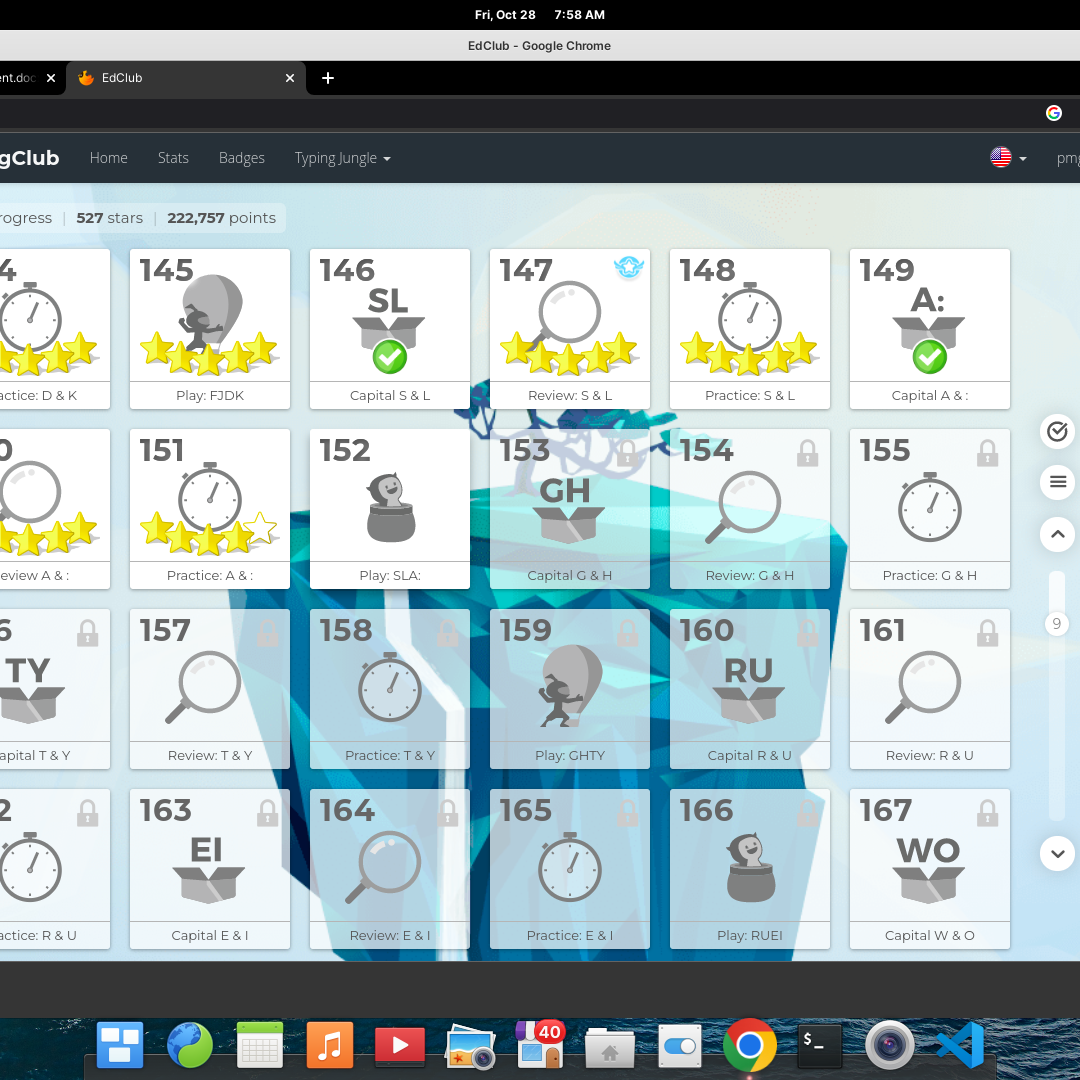 Fri, Oct 28 7:58 AM
EdClub - Google Chrome
ent.doc EdClub
gClub Home Stats Badges Typing Jungle pmg
rogress | 527 stars | 222,757 points
4 145 146 147 148 149
SL A:
actice: D & K Play: FJDK Capital S & L Review: S & L Practice: S & L Capital A & :
0 151 152 153 154 155
GH
eview A & : Practice: A & : Play: SLA: Capital G & H Review: G & H Practice: G & H
6 157 158 159 160 161
9
TY RU
apital T & Y Review: T & Y Practice: T & Y Play: GHTY Capital R & U Review: R & U
2 163 164 165 166 167
EI WO
actice: R & U Capital E & I Review: E & I Practice: E & I Play: RUEI Capital W & O
40
$_